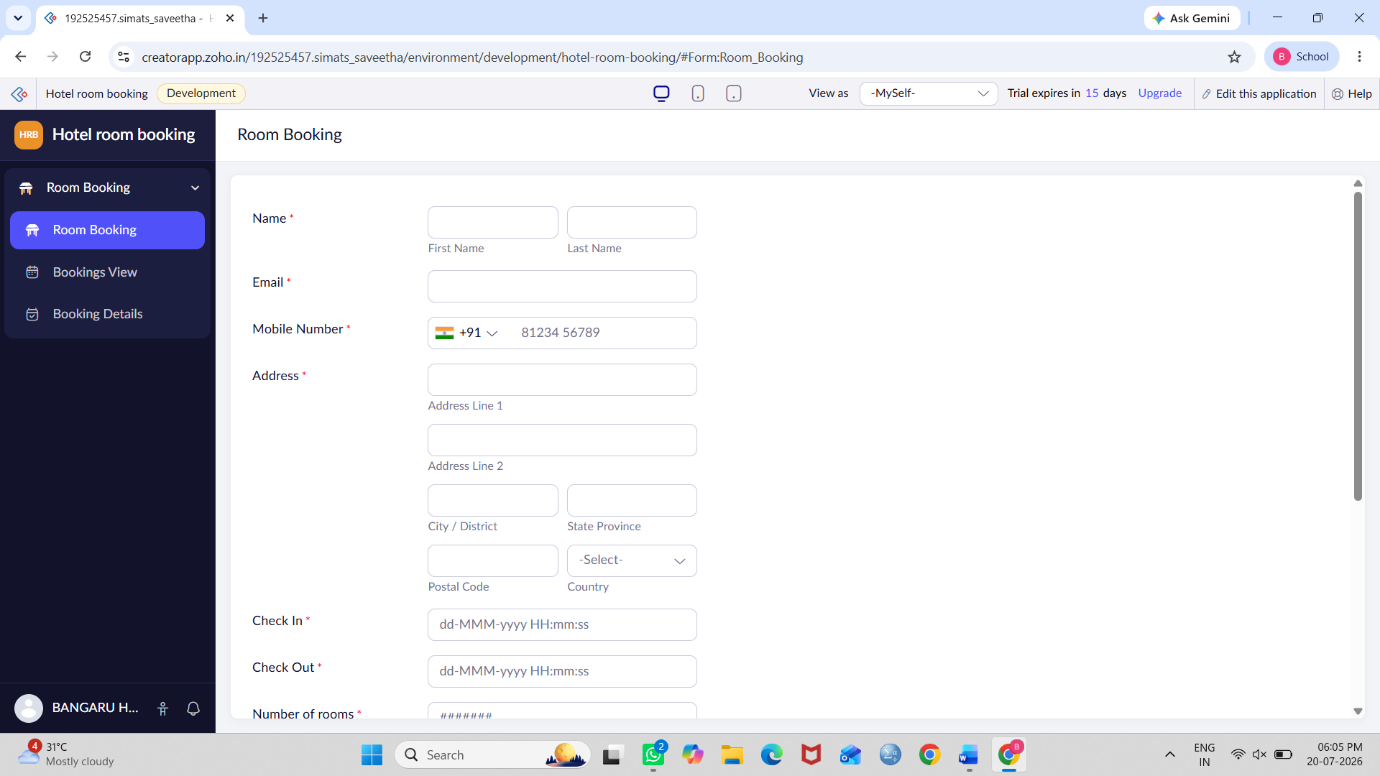 192525457.simats_saveetha -
Ask Gemini
creatorapp.zoho.in/192525457.simats_saveetha/environment/development/hotel-room-booking/#Form:Room_Booking
B School
Hotel room booking Development View as -MySelf- Trial expires in 15 days Upgrade Edit this application Help
HRB Hotel room booking
Room Booking
Room Booking
Room Booking
Bookings View
Booking Details
BANGARU H...
Name *
First Name Last Name
Email *
Mobile Number * +91 81234 56789
Address *
Address Line 1
Address Line 2
City / District State Province
-Select-
Postal Code Country
Check In * dd-MMM-yyyy HH:mm:ss
Check Out * dd-MMM-yyyy HH:mm:ss
Number of rooms * #######
4 31°C
Mostly cloudy
Search
2
B
ENG
IN
06:05 PM
20-07-2026